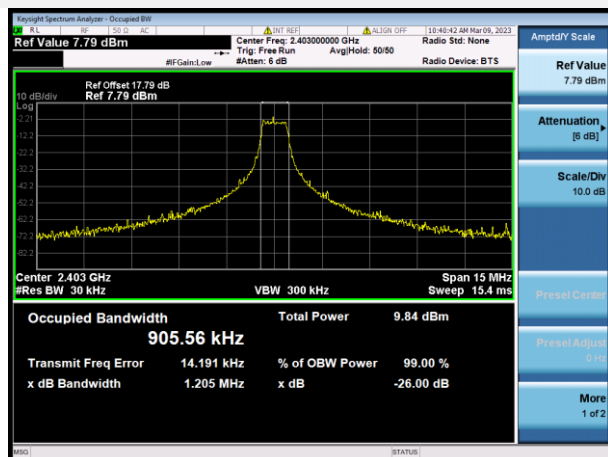 Keysight Spectrum Analyzer - Occupied BW
LXI RL RF 50 Ω AC INT REF ALIGN OFF 10:40:42 AM Mar 09, 2023
Ref Value 7.79 dBm Center Freq: 2.403000000 GHz Radio Std: None
Trig: Free Run Avg|Hold: 50/50
#IFGain:Low #Atten: 6 dB Radio Device: BTS
Ref Offset 17.79 dB
10 dB/div Ref 7.79 dBm
Log
-2.21
-12.2
-22.2
-32.2
-42.2
-52.2
-62.2
-72.2
-82.2
Center 2.403 GHz Span 15 MHz
#Res BW 30 kHz VBW 300 kHz Sweep 15.4 ms
Occupied Bandwidth Total Power 9.84 dBm
905.56 kHz
Transmit Freq Error 14.191 kHz % of OBW Power 99.00 %
x dB Bandwidth 1.205 MHz x dB -26.00 dB
MSG STATUS
Amptd/Y Scale
Ref Value
7.79 dBm
Attenuation
[6 dB]
Scale/Div
10.0 dB
Presel Center
Presel Adjust
0 Hz
More
1 of 2